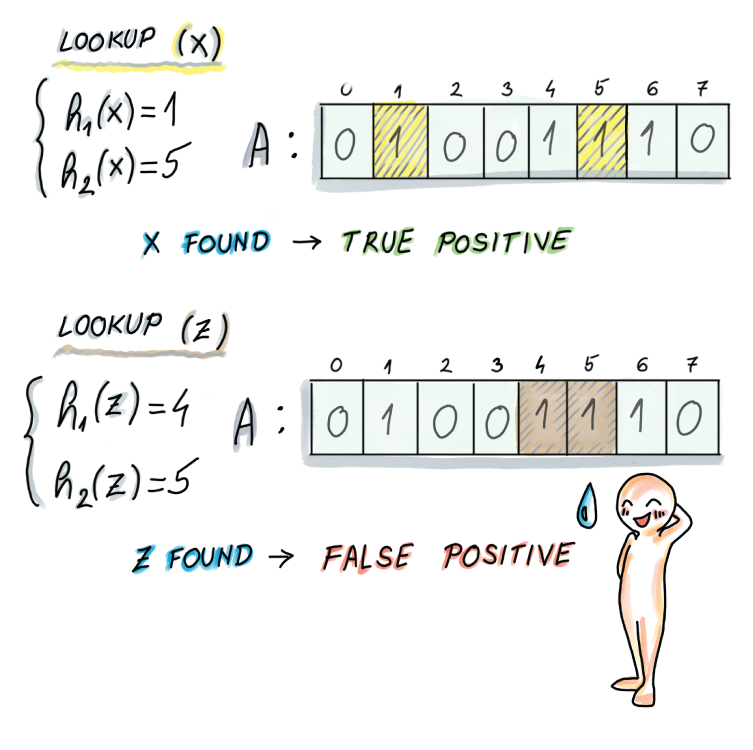 LOOKUP (X)
h₁(x)=1
h₂(x)=5
0 1 2 3 4 5 6 7
A: 0 1 0 0 1 1 1 0
X FOUND → TRUE POSITIVE
LOOKUP (Z)
h₁(z)=4
h₂(z)=5
0 1 2 3 4 5 6 7
A: 0 1 0 0 1 1 1 0
Z FOUND → FALSE POSITIVE